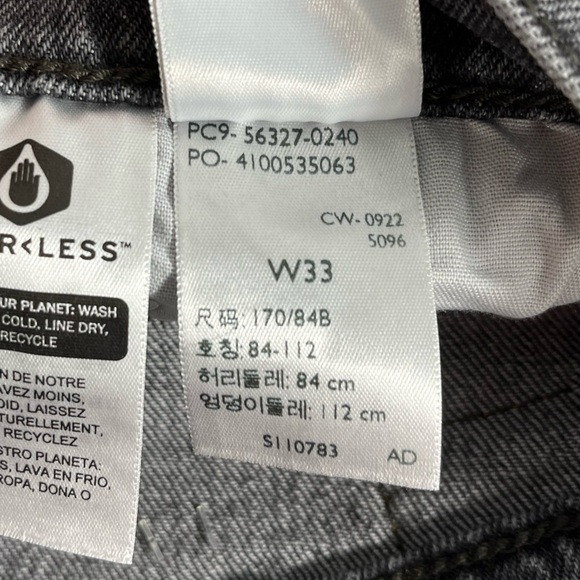 PC9- 56327-0240
PO- 4100535063
CW-0922
5096
W33
尺码: 170/84B
호칭: 84-112
허리둘레: 84 cm
엉덩이둘레: 112 cm
S110783 AD
R<LESS™
UR PLANET: WASH
COLD, LINE DRY,
RECYCLE
N DE NOTRE
AVEZ MOINS,
OID, LAISSEZ
TURELLEMENT,
RECYCLEZ
STRO PLANETA:
S, LAVA EN FRIO,
ROPA, DONA O